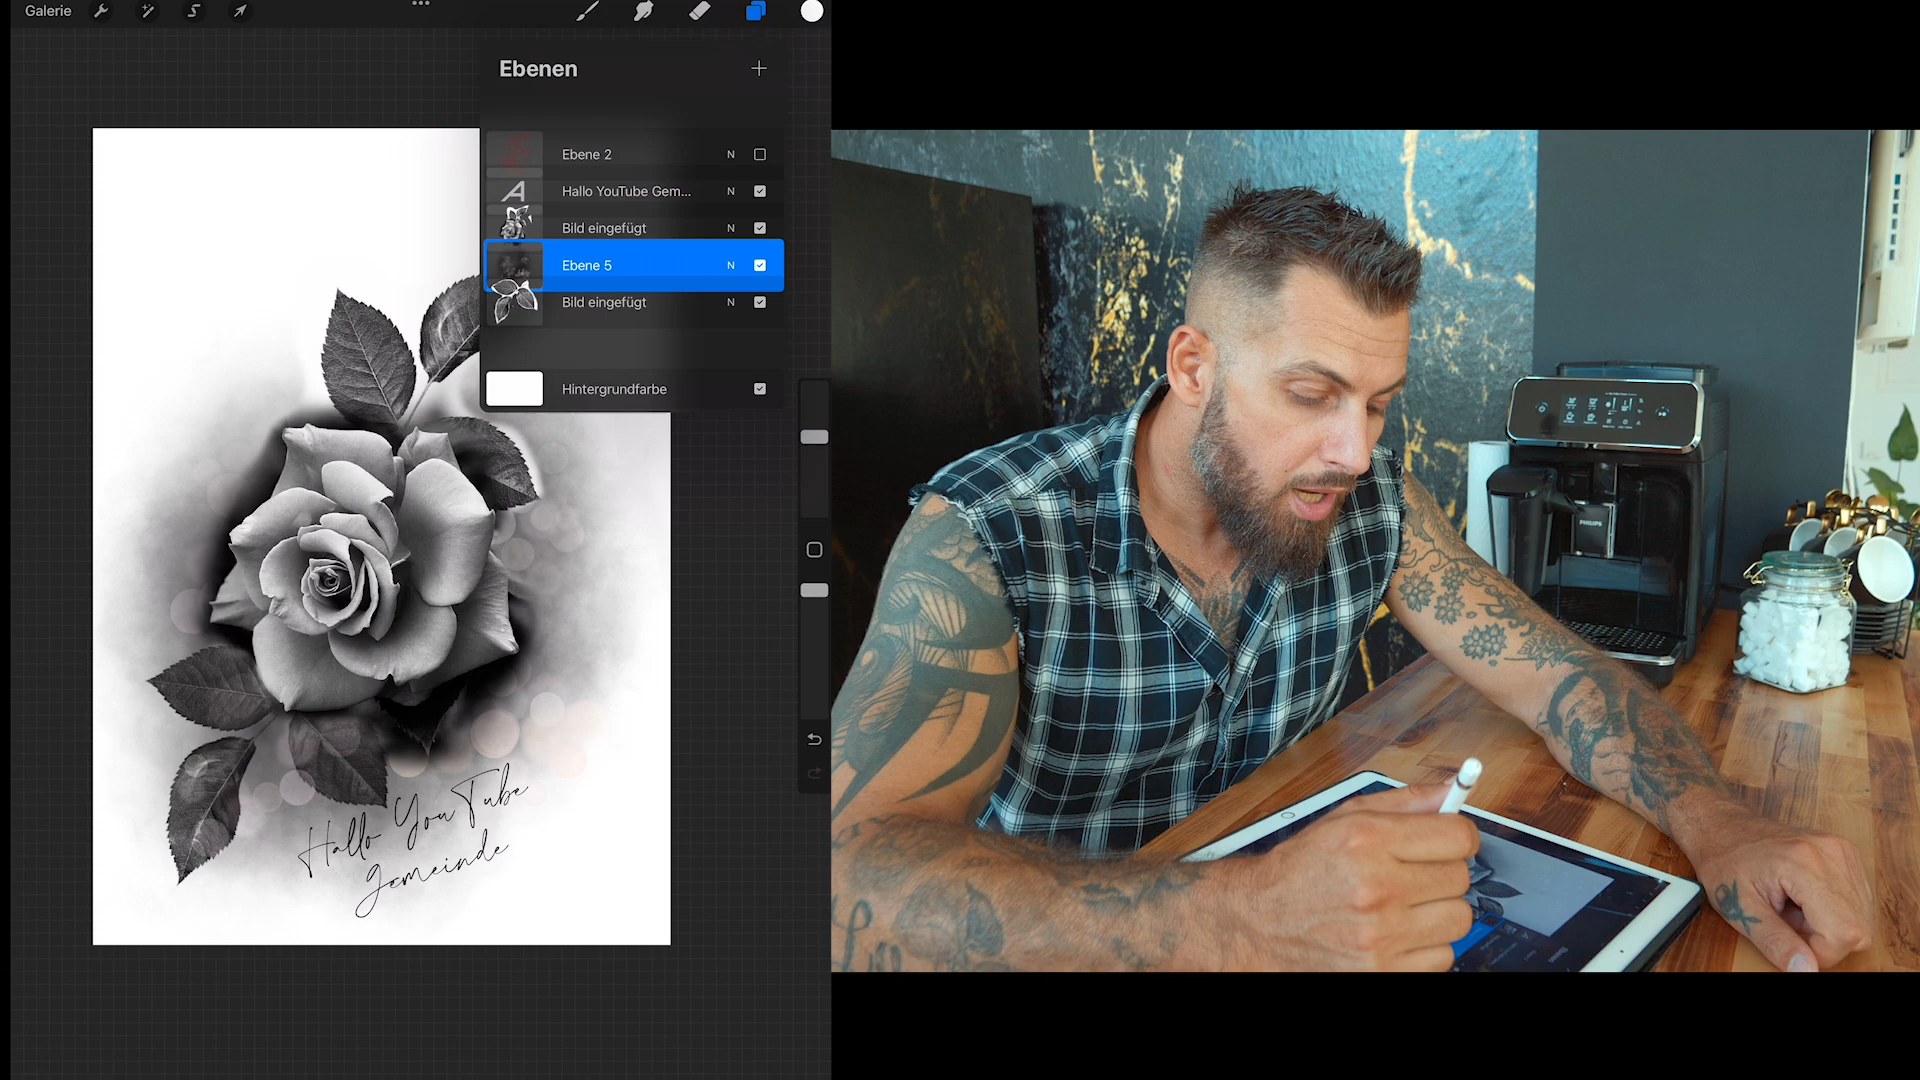 Galerie
Ebenen
Ebene 2 N
Hallo YouTube Gem... N
Bild eingefügt N
Ebene 5 N
Bild eingefügt N
Hintergrundfarbe
Hallo YouTube
gemeinde
PHILIPS